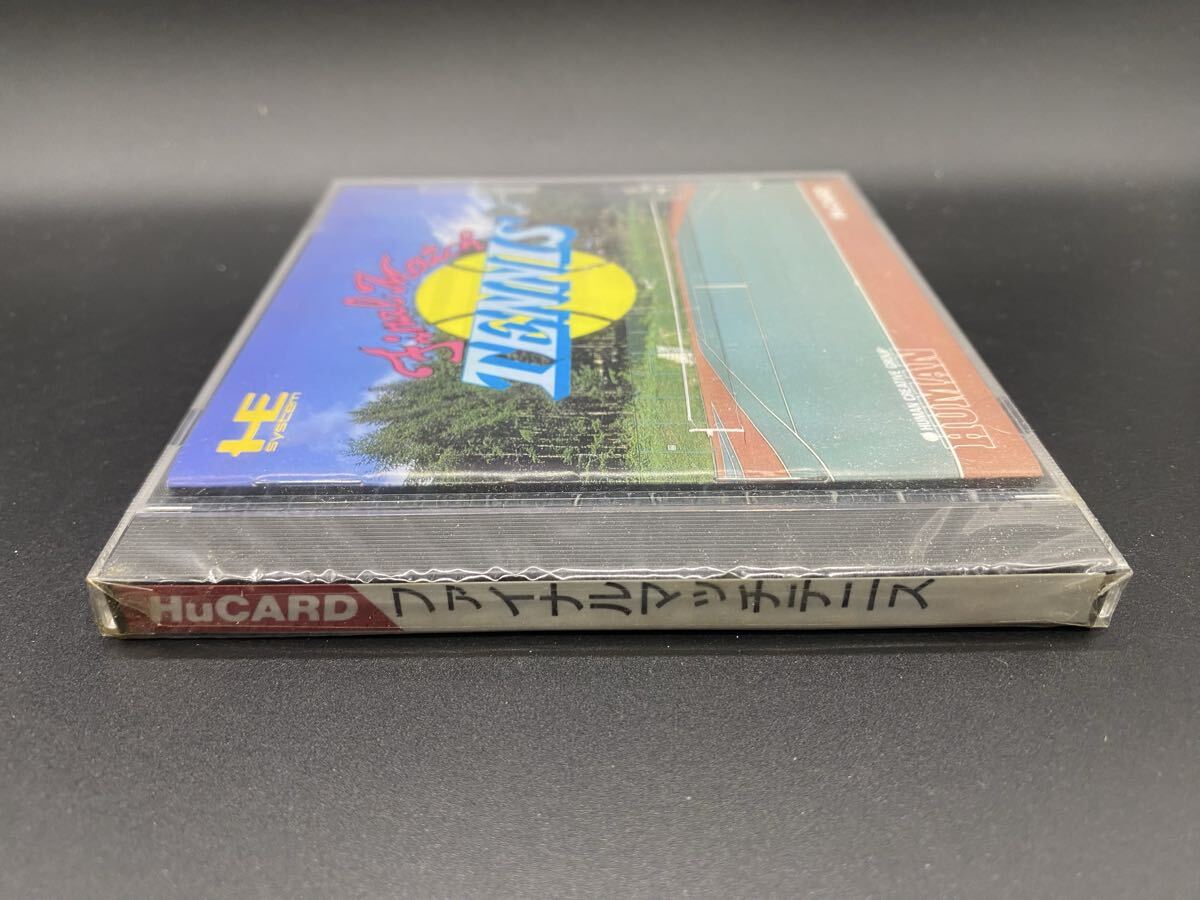 Final Match
TENNIS
HE
SYSTEM
HUMAN CREATIVE GROUP
HUMAN
HuCARD ファイナルマッチテニス